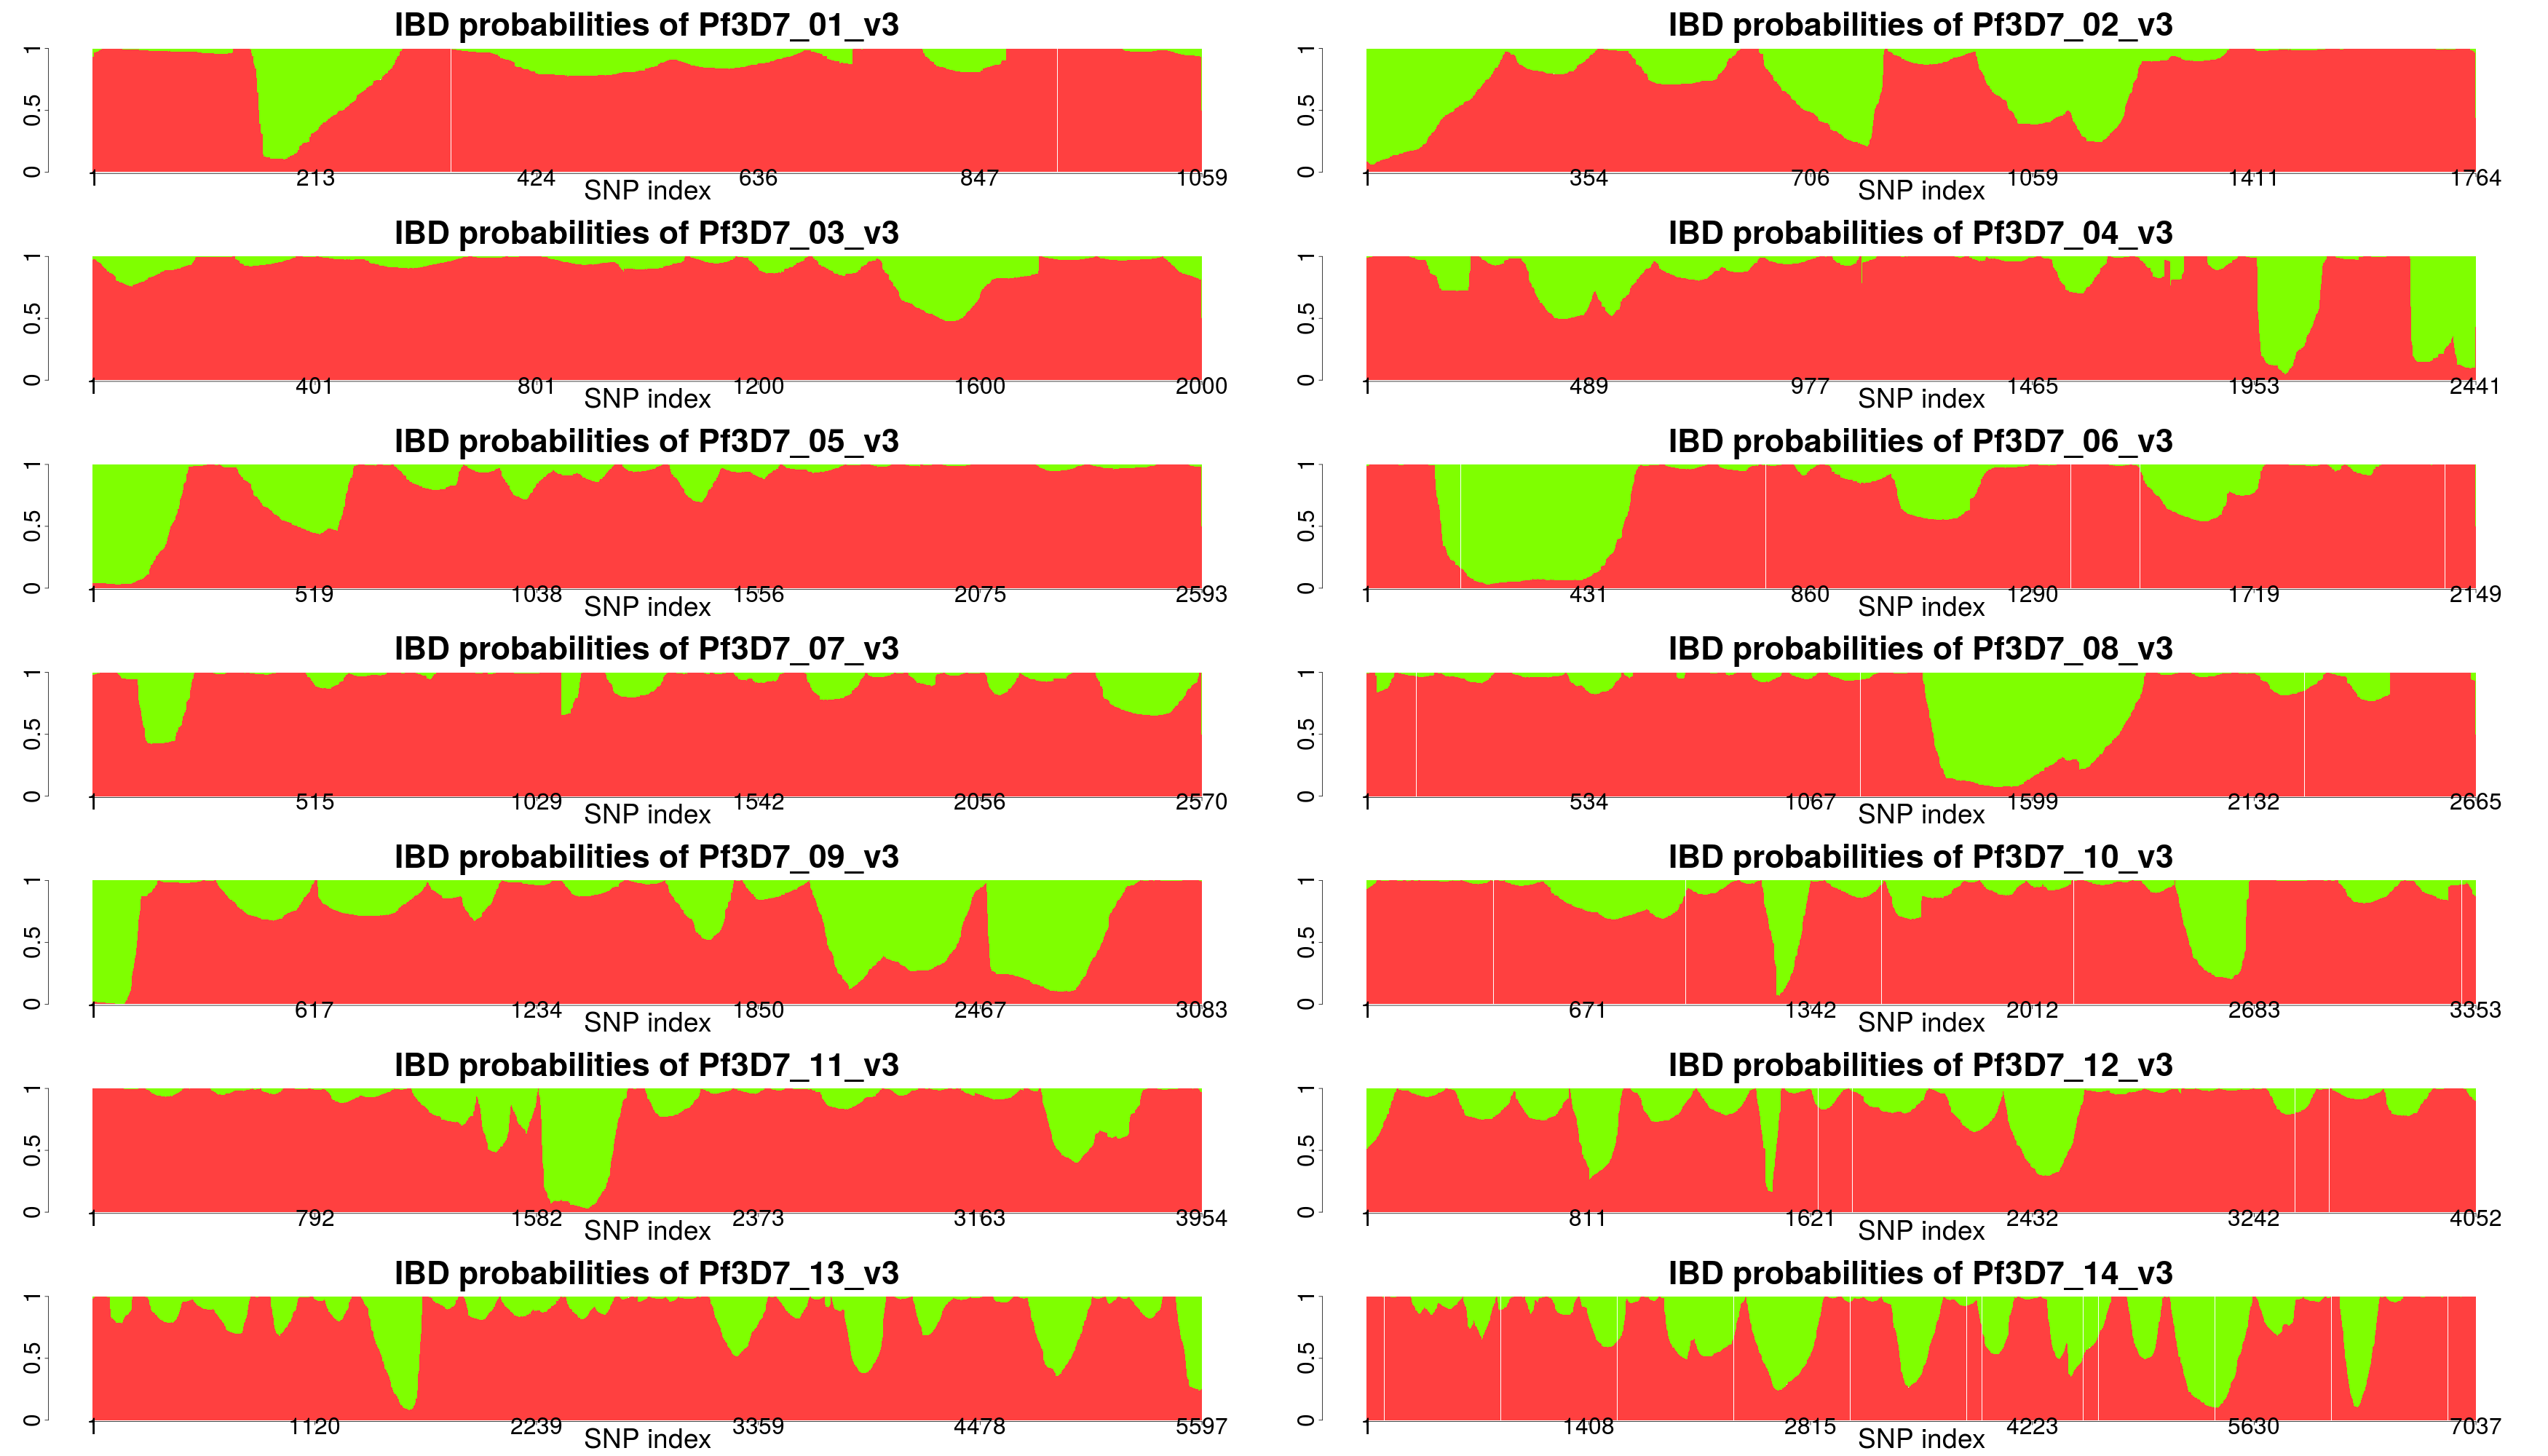 IBD probabilities of Pf3D7_01_v3
0 0.5 1
1 213 424 636 847 1059
SNP index
IBD probabilities of Pf3D7_02_v3
0 0.5 1
1 354 706 1059 1411 1764
SNP index
IBD probabilities of Pf3D7_03_v3
0 0.5 1
1 401 801 1200 1600 2000
SNP index
IBD probabilities of Pf3D7_04_v3
0 0.5 1
1 489 977 1465 1953 2441
SNP index
IBD probabilities of Pf3D7_05_v3
0 0.5 1
1 519 1038 1556 2075 2593
SNP index
IBD probabilities of Pf3D7_06_v3
0 0.5 1
1 431 860 1290 1719 2149
SNP index
IBD probabilities of Pf3D7_07_v3
0 0.5 1
1 515 1029 1542 2056 2570
SNP index
IBD probabilities of Pf3D7_08_v3
0 0.5 1
1 534 1067 1599 2132 2665
SNP index
IBD probabilities of Pf3D7_09_v3
0 0.5 1
1 617 1234 1850 2467 3083
SNP index
IBD probabilities of Pf3D7_10_v3
0 0.5 1
1 671 1342 2012 2683 3353
SNP index
IBD probabilities of Pf3D7_11_v3
0 0.5 1
1 792 1582 2373 3163 3954
SNP index
IBD probabilities of Pf3D7_12_v3
0 0.5 1
1 811 1621 2432 3242 4052
SNP index
IBD probabilities of Pf3D7_13_v3
0 0.5 1
1 1120 2239 3359 4478 5597
SNP index
IBD probabilities of Pf3D7_14_v3
0 0.5 1
1 1408 2815 4223 5630 7037
SNP index